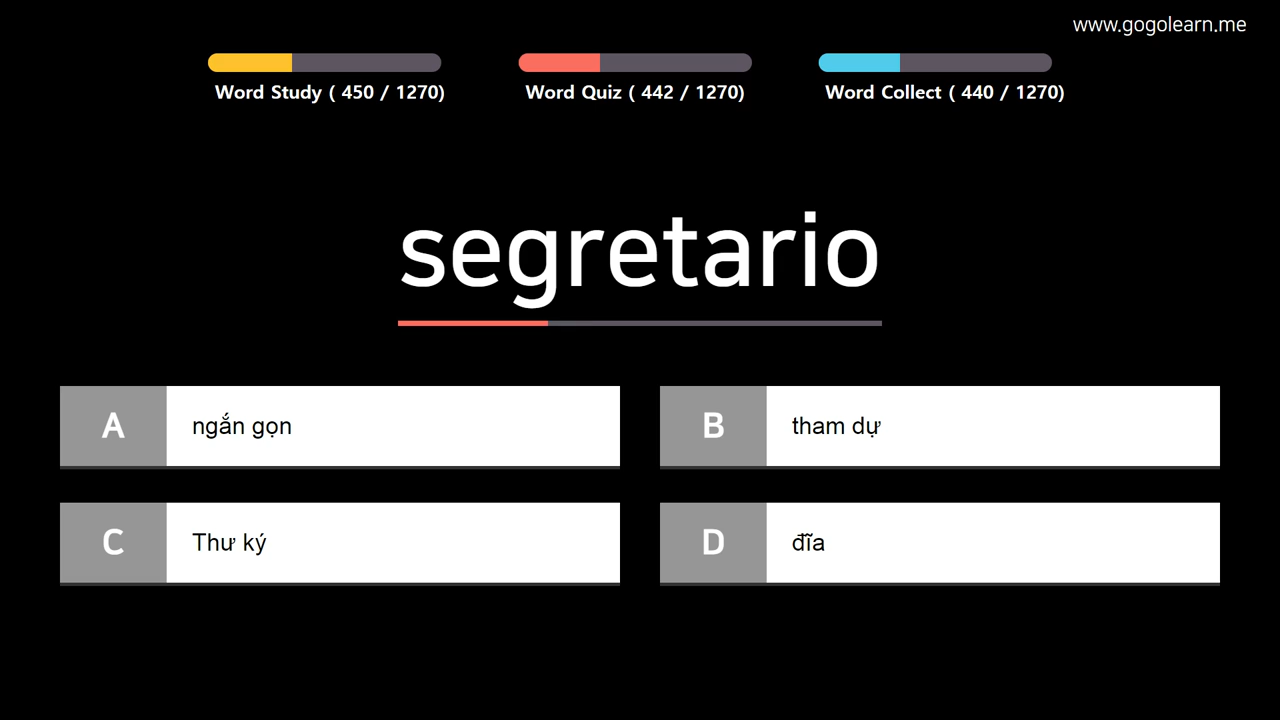 www.gogolearn.me
Word Study ( 450 / 1270)
Word Quiz ( 442 / 1270)
Word Collect ( 440 / 1270)
segretario
A
ngắn gọn
B
tham dự
C
Thư ký
D
đĩa